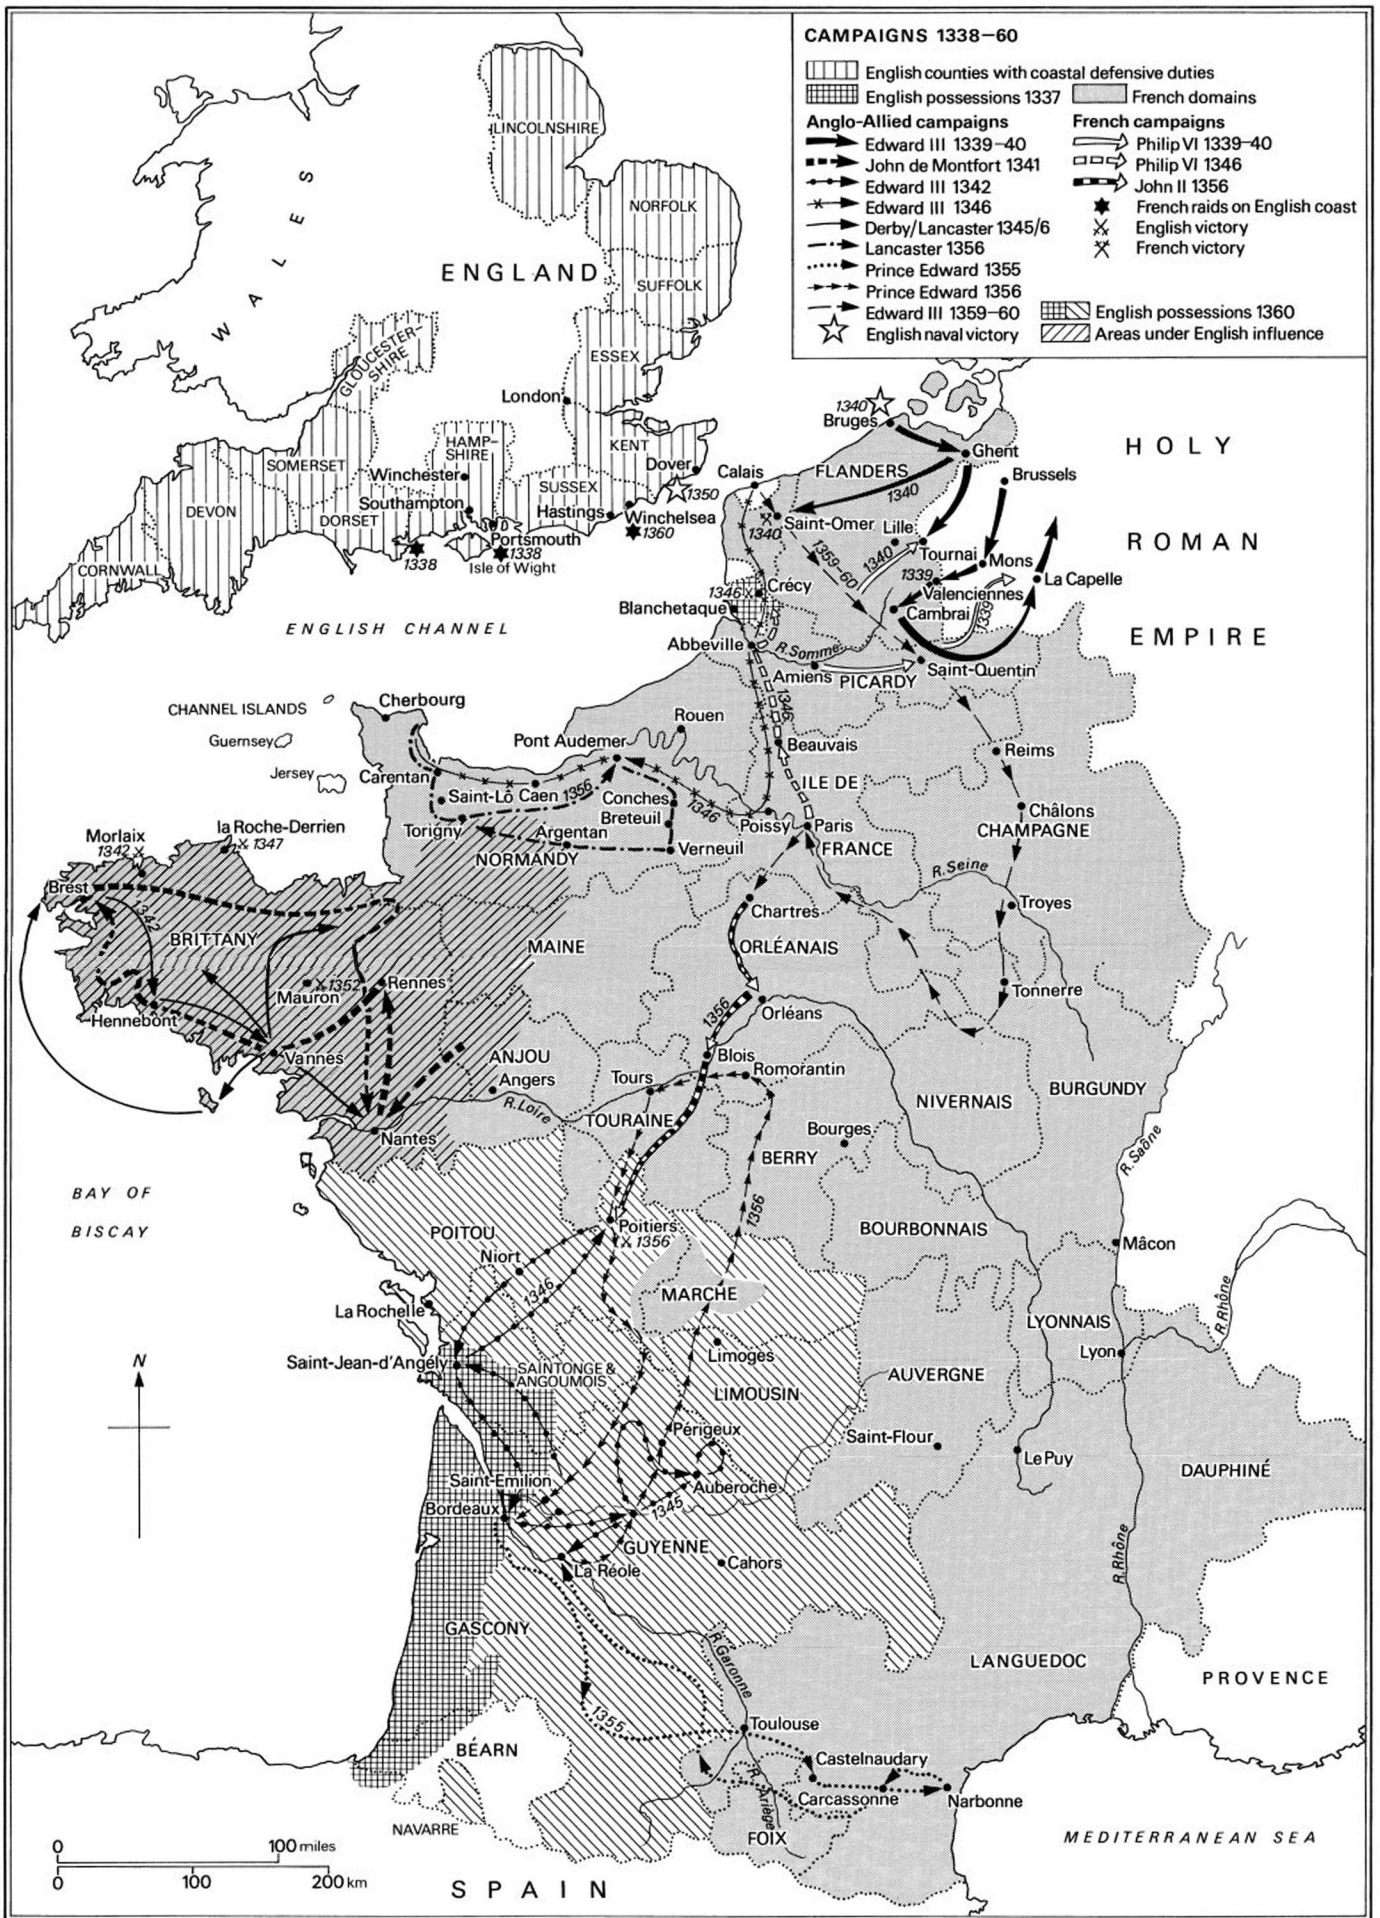 CAMPAIGNS 1338–60
English counties with coastal defensive duties
English possessions 1337
French domains
Anglo-Allied campaigns
Edward III 1339–40
John de Montfort 1341
Edward III 1342
Edward III 1346
Derby/Lancaster 1345/6
Lancaster 1356
Prince Edward 1355
Prince Edward 1356
Edward III 1359–60
English naval victory
French campaigns
Philip VI 1339–40
Philip VI 1346
John II 1356
French raids on English coast
English victory
French victory
English possessions 1360
Areas under English influence
LINCOLNSHIRE
NORFOLK
WALES
ENGLAND
SUFFOLK
GLOUCESTER-
SHIRE
ESSEX
London
1340
Bruges
HOLY
HAMP-
SHIRE
KENT
Ghent
SOMERSET
Winchester
Dover
Calais
FLANDERS
Brussels
SUSSEX
1350
1340
DEVON
Southampton
DORSET
Hastings
Winchelsea
1360
Saint-Omer
1340
Lille
Portsmouth
1338
1338
Isle of Wight
1359–60
1340
Tournai
Mons
ROMAN
CORNWALL
1339
La Capelle
1346
Crécy
Valenciennes
Blanchetaque
Cambrai
1339
ENGLISH CHANNEL
EMPIRE
Abbeville
R.Somme
Amiens
PICARDY
Saint-Quentin
Cherbourg
CHANNEL ISLANDS
1346
Guernsey
Rouen
Pont Audemer
Beauvais
Reims
Jersey
Carentan
ILE DE
Saint-Lô
Caen
1356
Conches
1346
Châlons
Breteuil
Poissy
Paris
CHAMPAGNE
Morlaix
1342
la Roche-Derrien
1347
Torigny
Argentan
NORMANDY
Verneuil
FRANCE
R.Seine
Brest
1342
Chartres
Troyes
BRITTANY
MAINE
ORLÉANAIS
Mauron
1352
Rennes
Tonnerre
Hennebont
1356
Orléans
Vannes
ANJOU
Blois
Angers
Tours
Romorantin
BURGUNDY
R.Loire
TOURAINE
NIVERNAIS
Nantes
Bourges
BERRY
R.Saône
BAY OF
BISCAY
1356
POITOU
Poitiers
1356
BOURBONNAIS
Mâcon
Niort
1346
MARCHE
La Rochelle
R.Rhône
LYONNAIS
Limoges
Lyon
N
Saint-Jean-d'Angély
SAINTONGE &
ANGOUMOIS
AUVERGNE
LIMOUSIN
Périgeux
Saint-Flour
Le Puy
Saint-Emilion
Auberoche
DAUPHINÉ
Bordeaux
1345
GUYENNE
Cahors
La Réole
R.Rhône
GASCONY
R.Garonne
LANGUEDOC
PROVENCE
1355
Toulouse
BÉARN
Castelnaudary
Carcassonne
Narbonne
R. Ariège
NAVARRE
FOIX
MEDITERRANEAN SEA
0 100 miles
0 100 200 km
SPAIN